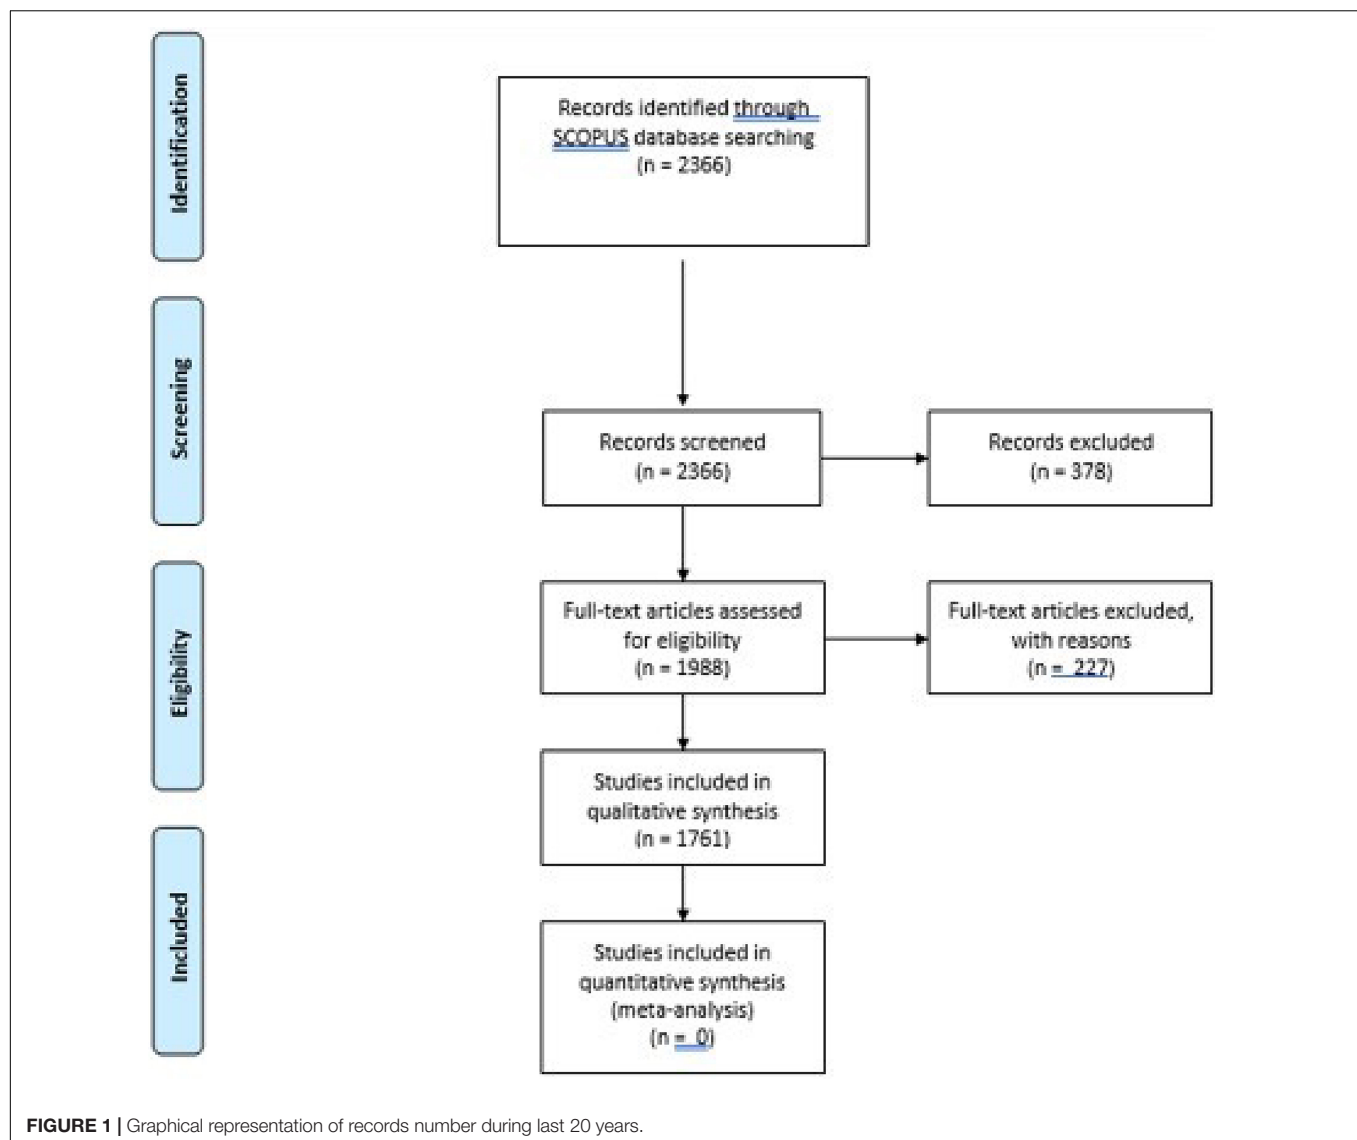 Identification
Records identified through
SCOPUS database searching
(n = 2366)
Screening
Records screened
(n = 2366)
Records excluded
(n = 378)
Eligibility
Full-text articles assessed
for eligibility
(n = 1988)
Full-text articles excluded,
with reasons
(n = 227)
Studies included in
qualitative synthesis
(n = 1761)
Included
Studies included in
quantitative synthesis
(meta-analysis)
(n = 0)
FIGURE 1 | Graphical representation of records number during last 20 years.